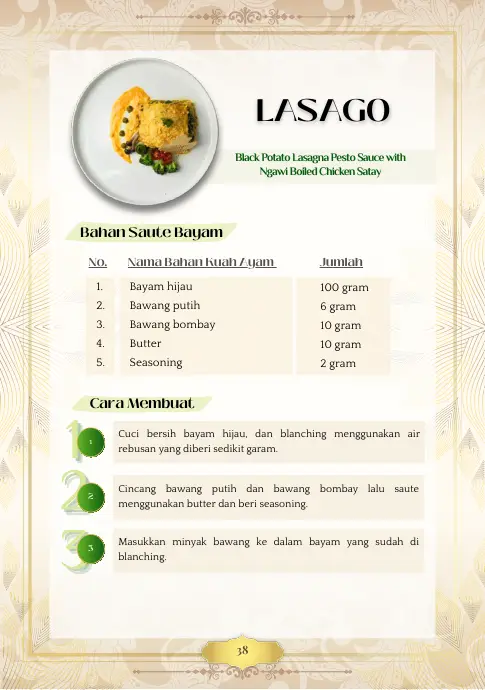 LASAGO
Black Potato Lasagna Pesto Sauce with
Ngawi Boiled Chicken Satay
Bahan Saute Bayam
No. Nama Bahan Kuah Ayam Jumlah
1. Bayam hijau 100 gram
2. Bawang putih 6 gram
3. Bawang bombay 10 gram
4. Butter 10 gram
5. Seasoning 2 gram
Cara Membuat
1
Cuci bersih bayam hijau, dan blanching menggunakan air
rebusan yang diberi sedikit garam.
2
Cincang bawang putih dan bawang bombay lalu saute
menggunakan butter dan beri seasoning.
3
Masukkan minyak bawang ke dalam bayam yang sudah di
blanching.
38